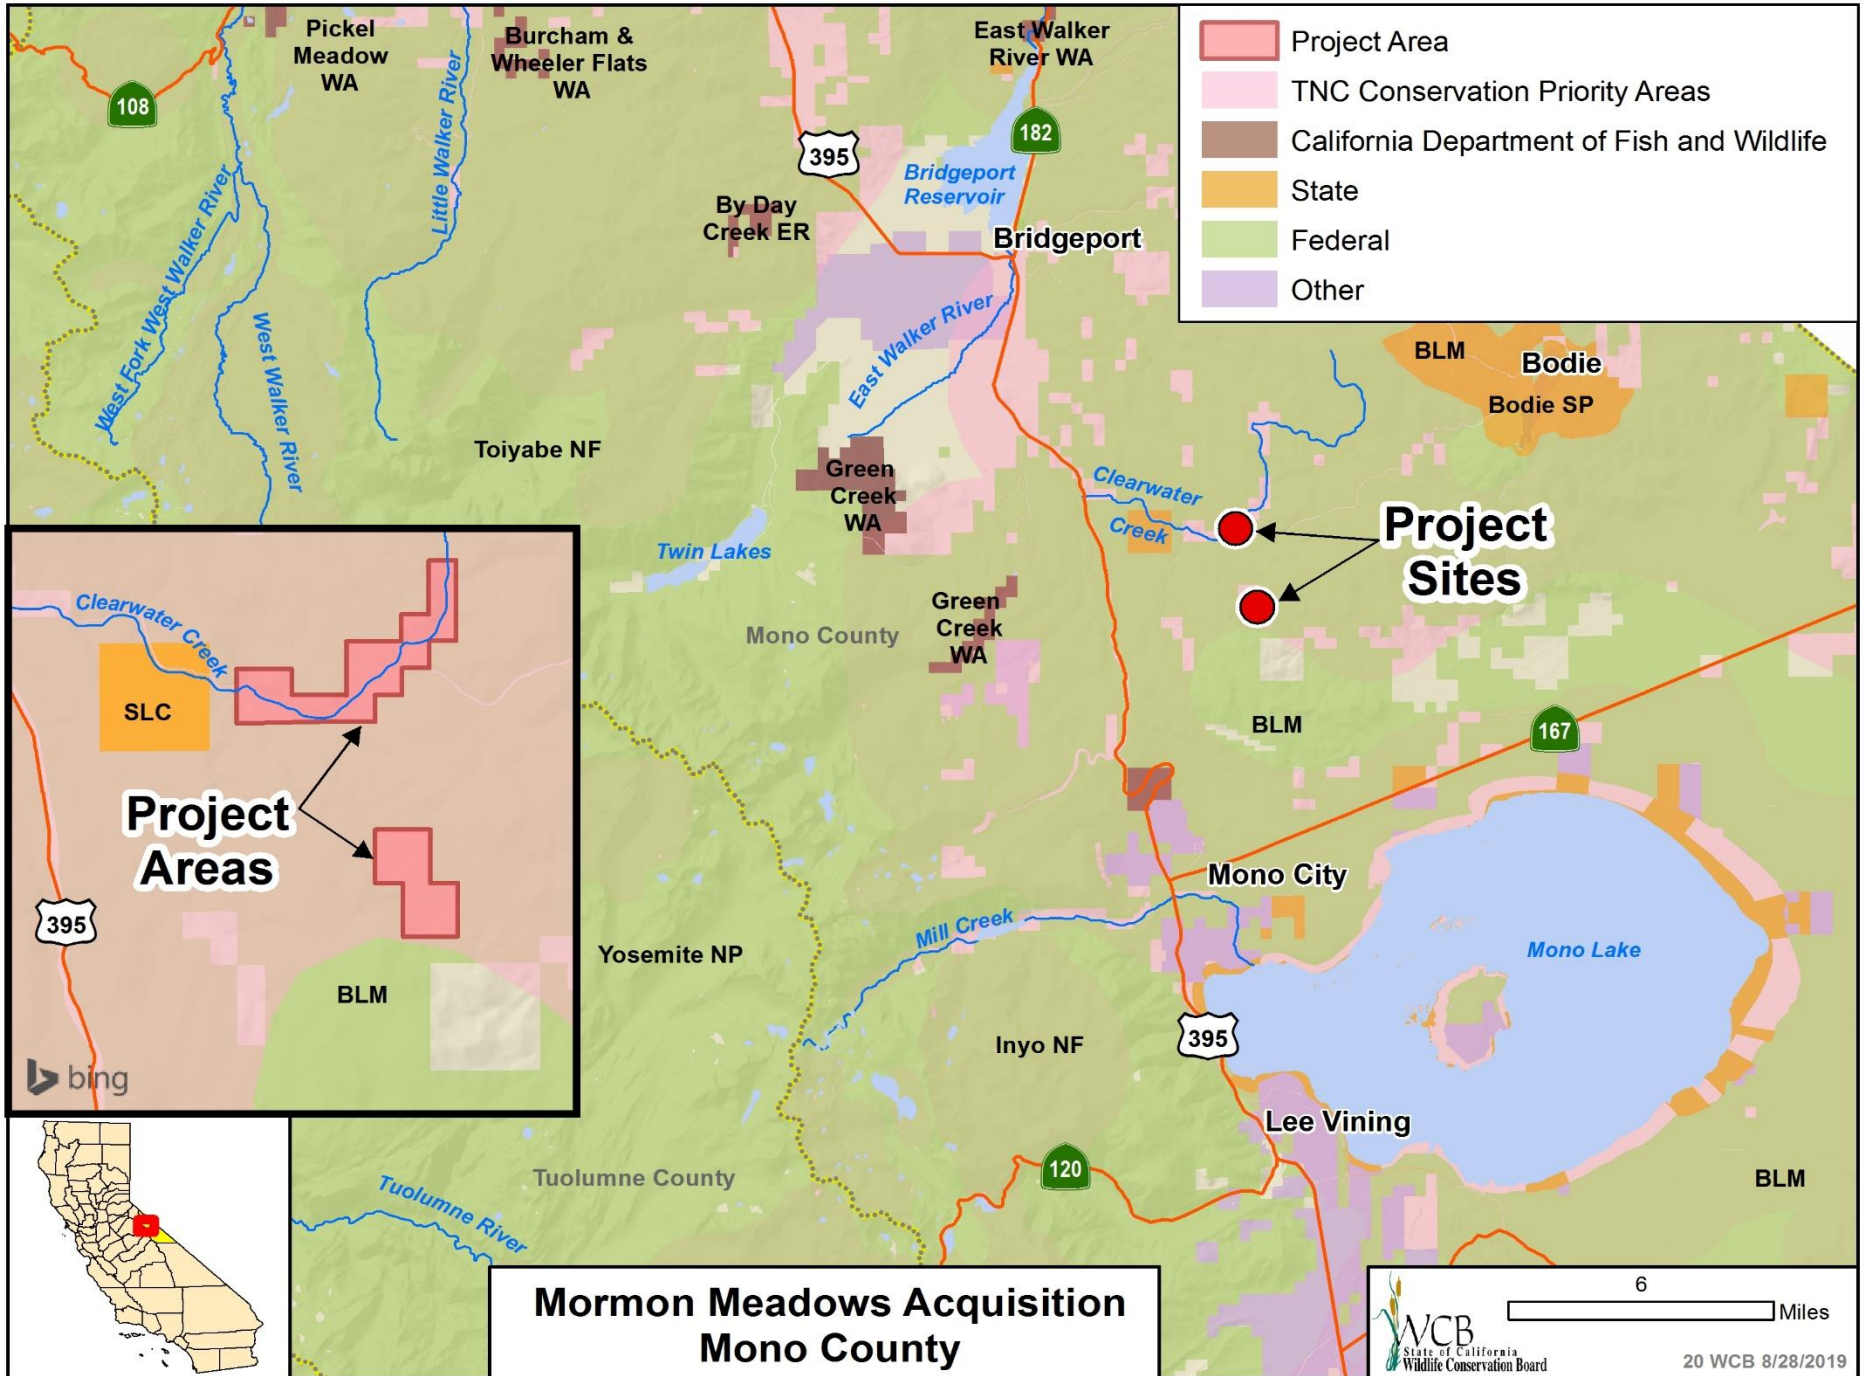 Pickel
Meadow
WA
Burcham &
Wheeler Flats
WA
East Walker
River WA
108
395
182
Little Walker River
West Fork West Walker River
West Walker River
By Day
Creek ER
Bridgeport
Reservoir
Bridgeport
East Walker River
Project Area
TNC Conservation Priority Areas
California Department of Fish and Wildlife
State
Federal
Other
BLM
Bodie
Bodie SP
Toiyabe NF
Green
Creek
WA
Clearwater
Creek
Twin Lakes
Project
Sites
Green
Creek
WA
Mono County
BLM
167
Clearwater Creek
SLC
Project
Areas
395
BLM
bing
Mono City
Mill Creek
Yosemite NP
Mono Lake
Inyo NF
395
Lee Vining
120
Tuolumne County
Tuolumne River
BLM
Mormon Meadows Acquisition
Mono County
WCB
State of California
Wildlife Conservation Board
6
Miles
20 WCB 8/28/2019